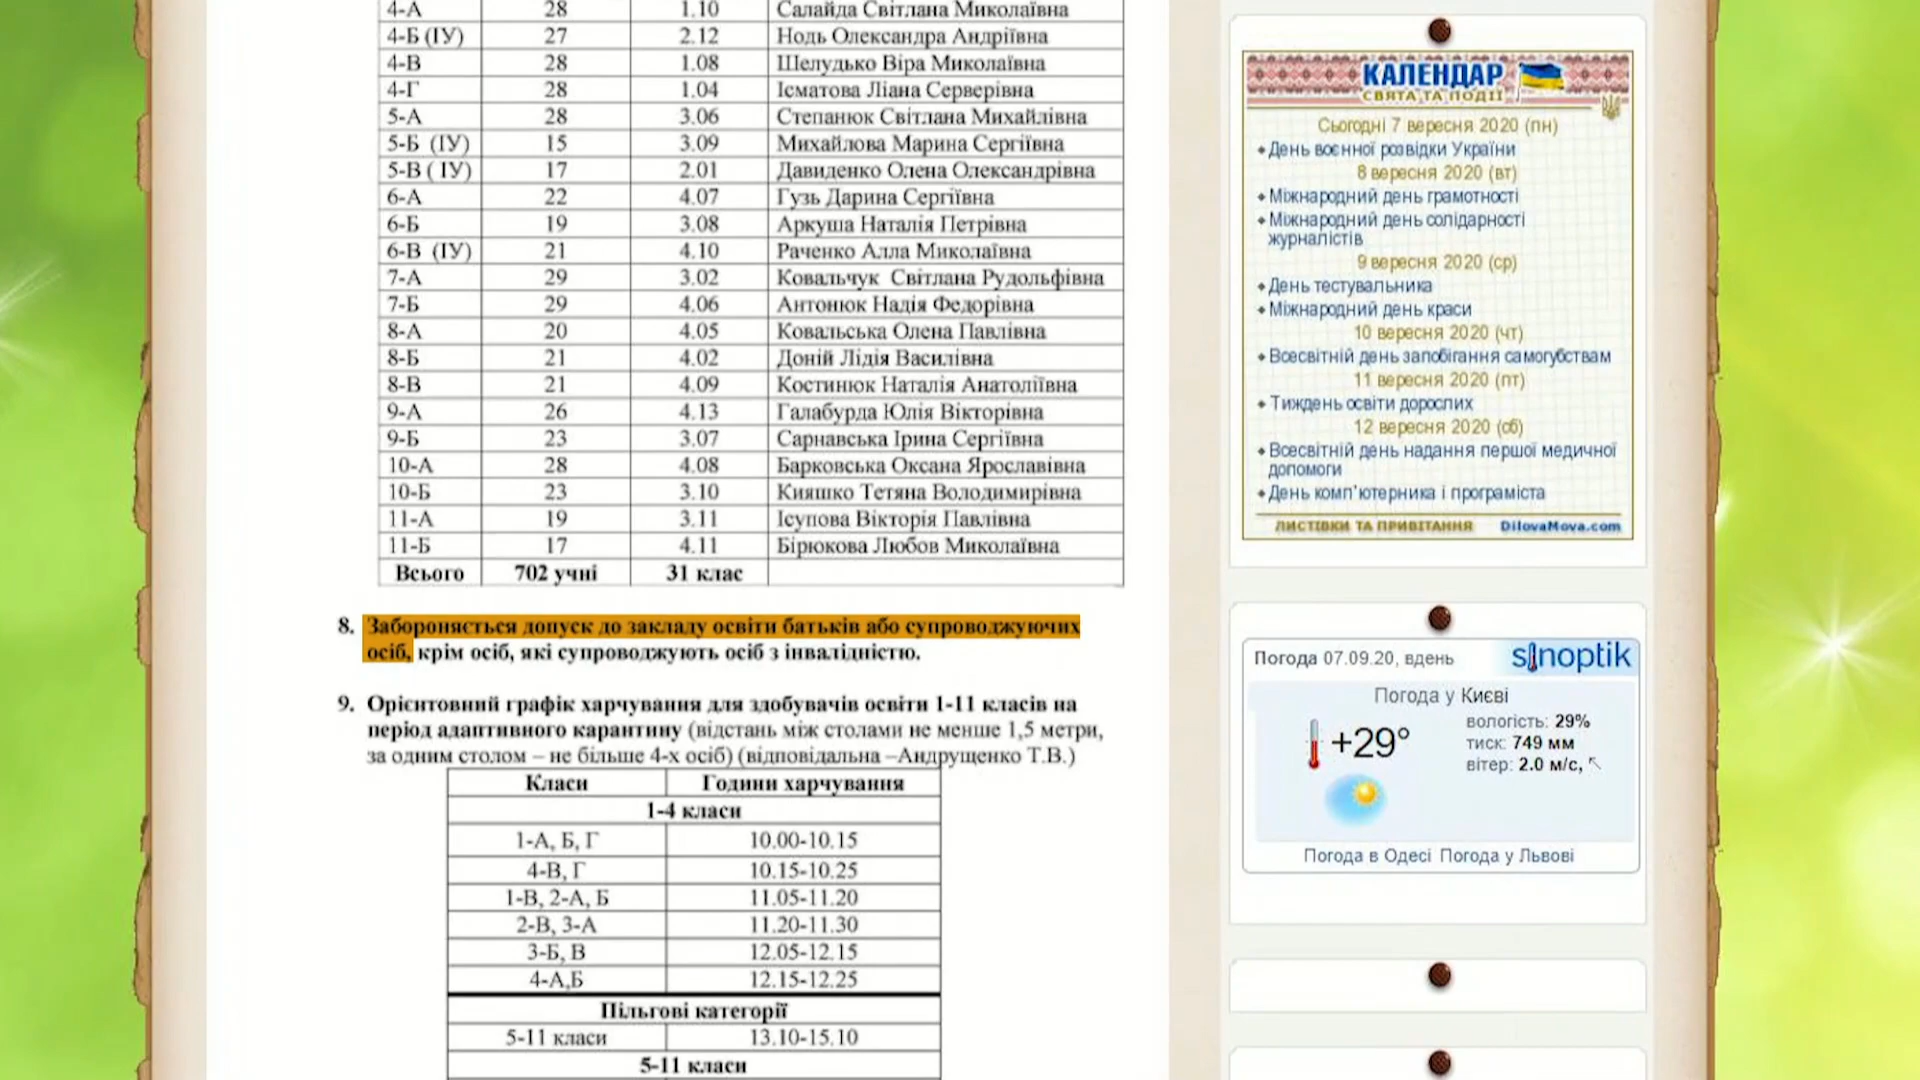 4-А 28 1.10 Салайда Світлана Миколаївна
4-Б (ІУ) 27 2.12 Нодь Олександра Андріївна
4-В 28 1.08 Шелудько Віра Миколаївна
4-Г 28 1.04 Ісматова Ліана Серверівна
5-А 28 3.06 Степанюк Світлана Михайлівна
5-Б (ІУ) 15 3.09 Михайлова Марина Сергіївна
5-В ( ІУ) 17 2.01 Давиденко Олена Олександрівна
6-А 22 4.07 Гузь Дарина Сергіївна
6-Б 19 3.08 Аркуша Наталія Петрівна
6-В (ІУ) 21 4.10 Раченко Алла Миколаївна
7-А 29 3.02 Ковальчук Світлана Рудольфівна
7-Б 29 4.06 Антонюк Надія Федорівна
8-А 20 4.05 Ковальська Олена Павлівна
8-Б 21 4.02 Доній Лідія Василівна
8-В 21 4.09 Костинюк Наталія Анатоліївна
9-А 26 4.13 Галабурда Юлія Вікторівна
9-Б 23 3.07 Сарнавська Ірина Сергіївна
10-А 28 4.08 Барковська Оксана Ярославівна
10-Б 23 3.10 Кияшко Тетяна Володимирівна
11-А 19 3.11 Ісупова Вікторія Павлівна
11-Б 17 4.11 Бірюкова Любов Миколаївна
Всього 702 учні 31 клас
8. Забороняється допуск до закладу освіти батьків або супроводжуючих
осіб, крім осіб, які супроводжують осіб з інвалідністю.
9. Орієнтовний графік харчування для здобувачів освіти 1-11 класів на
період адаптивного карантину (відстань між столами не менше 1,5 метри,
за одним столом – не більше 4-х осіб) (відповідальна –Андрущенко Т.В.)
Класи Години харчування
1-4 класи
1-А, Б, Г 10.00-10.15
4-В, Г 10.15-10.25
1-В, 2-А, Б 11.05-11.20
2-В, 3-А 11.20-11.30
3-Б, В 12.05-12.15
4-А,Б 12.15-12.25
Пільгові категорії
5-11 класи 13.10-15.10
5-11 класи
КАЛЕНДАР
СВЯТА ТА ПОДІЇ
Сьогодні 7 вересня 2020 (пн)
День воєнної розвідки України
8 вересня 2020 (вт)
Міжнародний день грамотності
Міжнародний день солідарності
журналістів
9 вересня 2020 (ср)
День тестувальника
Міжнародний день краси
10 вересня 2020 (чт)
Всесвітній день запобігання самогубствам
11 вересня 2020 (пт)
Тиждень освіти дорослих
12 вересня 2020 (сб)
Всесвітній день надання першої медичної
допомоги
День комп'ютерника і програміста
ЛИСТІВКИ ТА ПРИВІТАННЯ DilovaMova.com
Погода 07.09.20, вдень sinoptik
Погода у Києві
+29°
вологість: 29%
тиск: 749 мм
вітер: 2.0 м/с, ↖
Погода в Одесі Погода у Львові